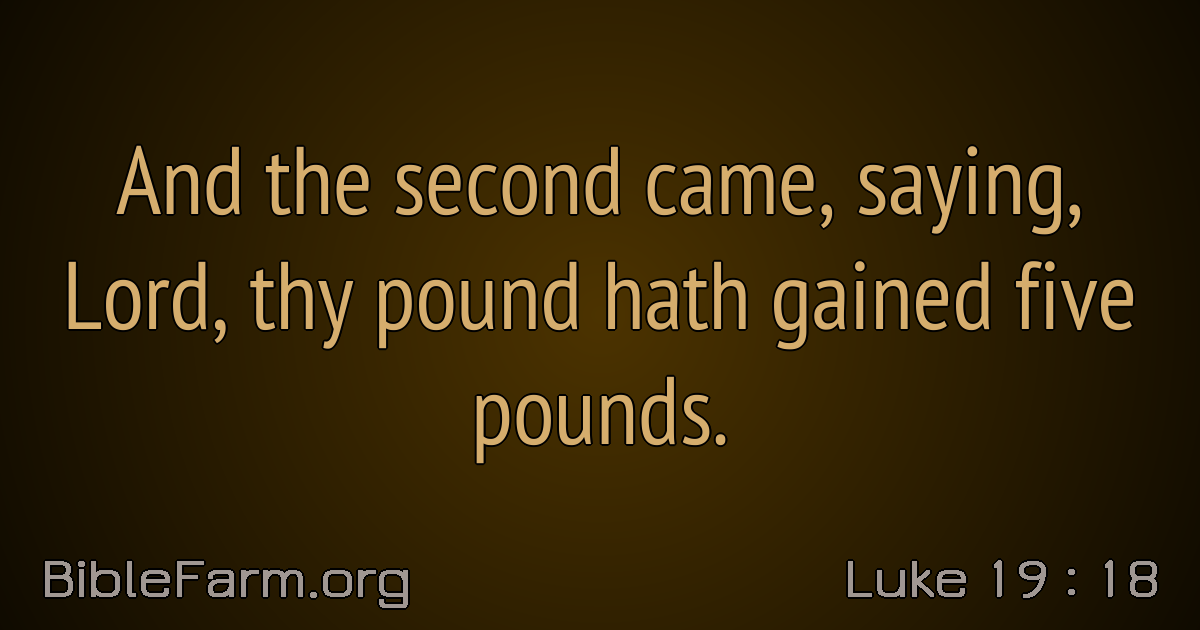 And the second came, saying,
Lord, thy pound hath gained five
pounds.
BibleFarm.org
Luke 19 : 18